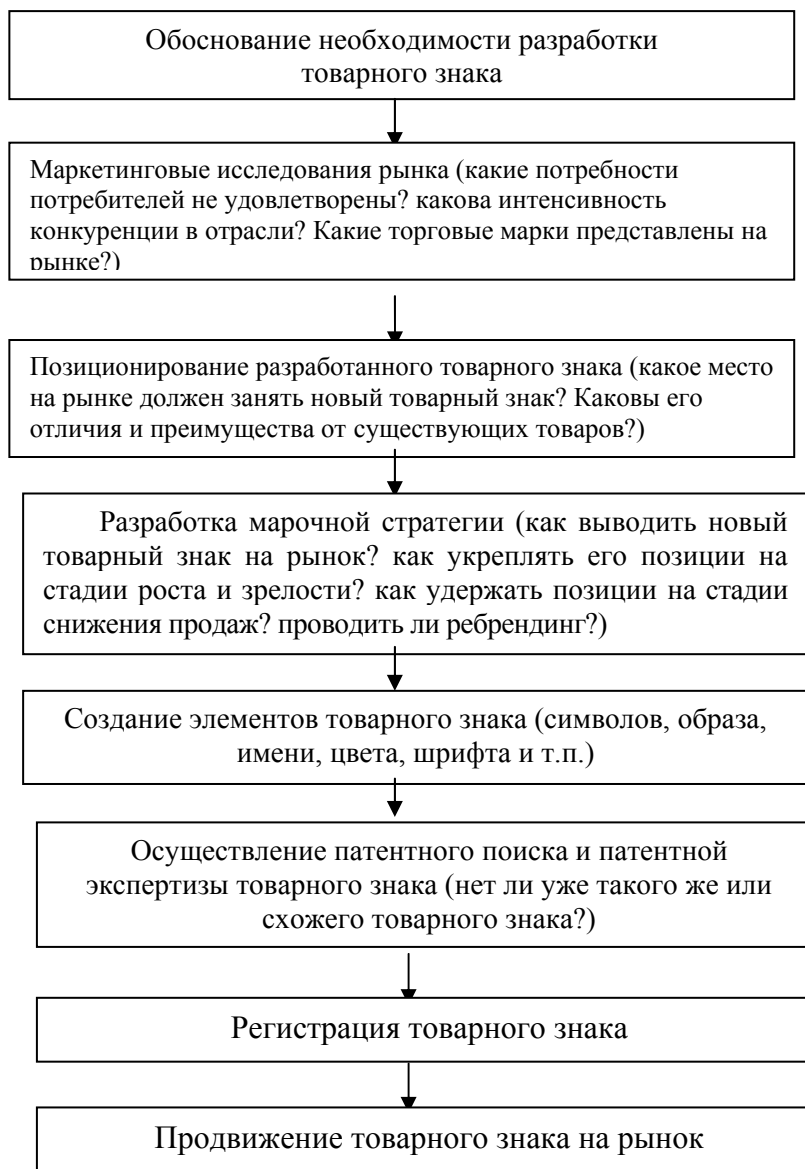 Обоснование необходимости разработки
товарного знака
Маркетинговые исследования рынка (какие потребности
потребителей не удовлетворены? какова интенсивность
конкуренции в отрасли? Какие торговые марки представлены на
рынке?)
Позиционирование разработанного товарного знака (какое место
на рынке должен занять новый товарный знак? Каковы его
отличия и преимущества от существующих товаров?)
Разработка марочной стратегии (как выводить новый
товарный знак на рынок? как укреплять его позиции на
стадии роста и зрелости? как удержать позиции на стадии
снижения продаж? проводить ли ребрендинг?)
Создание элементов товарного знака (символов, образа,
имени, цвета, шрифта и т.п.)
Осуществление патентного поиска и патентной
экспертизы товарного знака (нет ли уже такого же или
схожего товарного знака?)
Регистрация товарного знака
Продвижение товарного знака на рынок